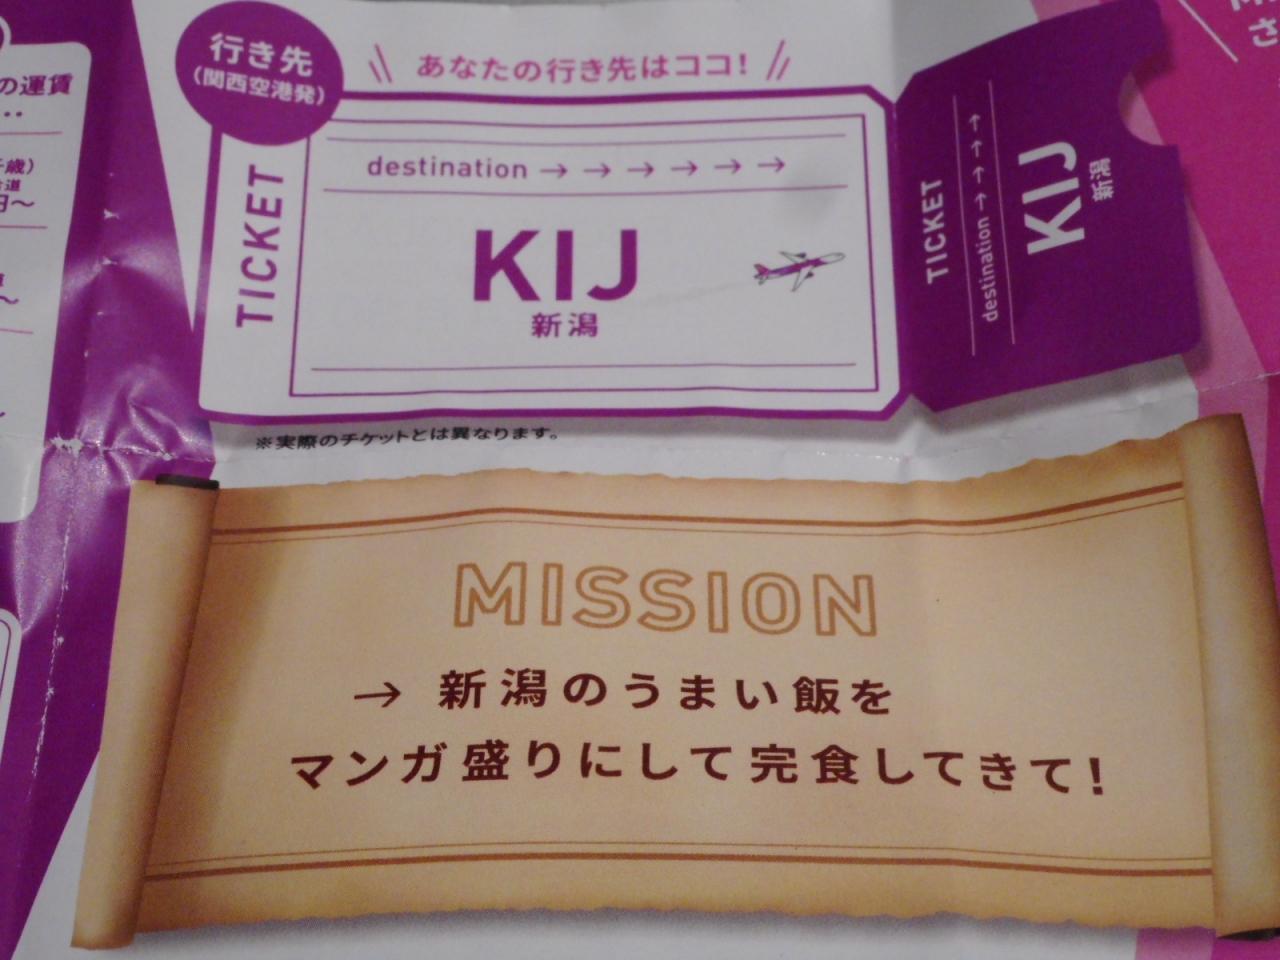 行き先
(関西空港発)
あなたの行き先はココ!
TICKET
destination → → → → → →
KIJ
新潟
TICKET
destination → → → → →
KIJ
新潟
※実際のチケットとは異なります。
MISSION
→ 新潟のうまい飯を
マンガ盛りにして完食してきて!
の運賃
歳)
円〜
さ